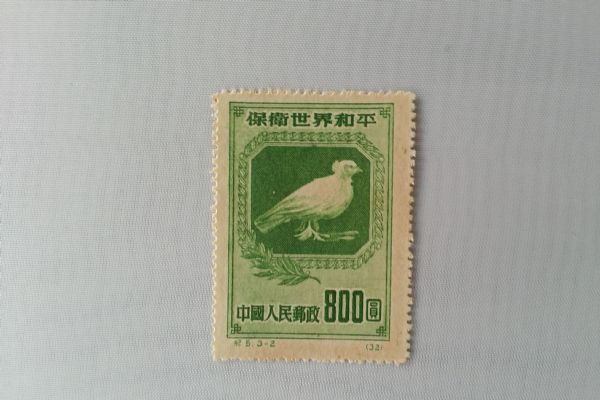 保衛世界和平
中國人民郵政 800圓
紀 5. 3-2 (32)